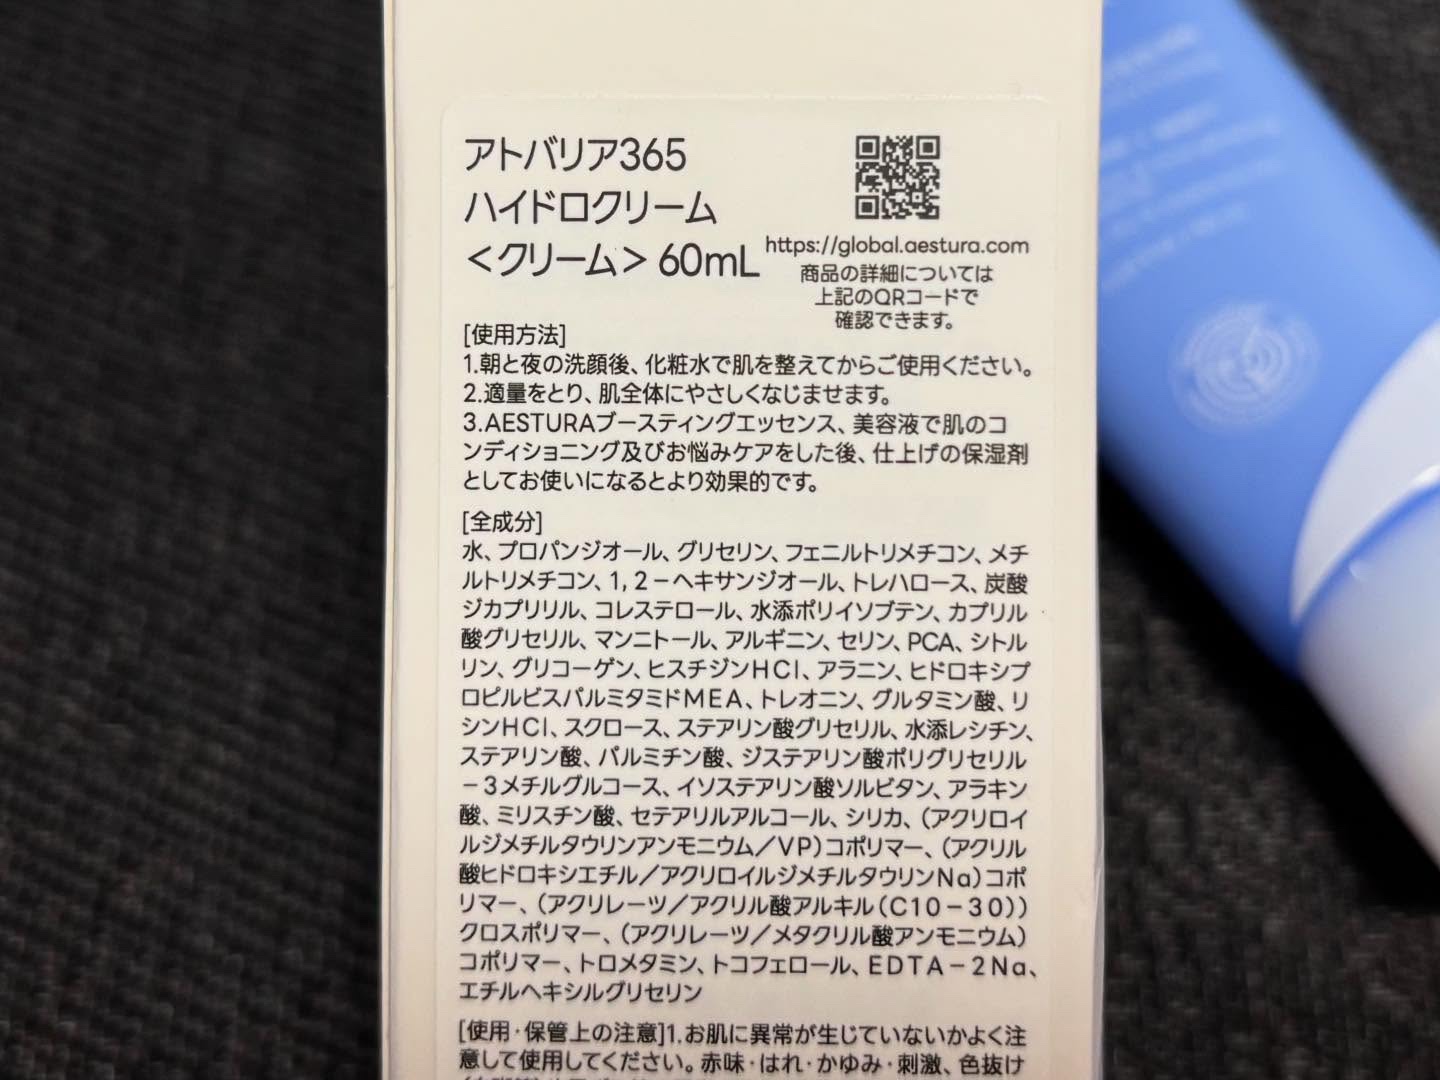 アトバリア365
ハイドロクリーム
＜クリーム＞ 60mL
https://global.aestura.com
商品の詳細については
上記のQRコードで
確認できます。
[使用方法]
1.朝と夜の洗顔後、化粧水で肌を整えてからご使用ください。
2.適量をとり、肌全体にやさしくなじませます。
3.AESTURAブースティングエッセンス、美容液で肌のコ
ンディショニング及びお悩みケアをした後、仕上げの保湿剤
としてお使いになるとより効果的です。
[全成分]
水、プロパンジオール、グリセリン、フェニルトリメチコン、メチ
ルトリメチコン、1,2－ヘキサンジオール、トレハロース、炭酸
ジカプリリル、コレステロール、水添ポリイソブテン、カプリル
酸グリセリル、マンニトール、アルギニン、セリン、PCA、シトル
リン、グリコーゲン、ヒスチジンHCl、アラニン、ヒドロキシプ
ロピルビスパルミタミドMEA、トレオニン、グルタミン酸、リ
シンHCl、スクロース、ステアリン酸グリセリル、水添レシチン、
ステアリン酸、パルミチン酸、ジステアリン酸ポリグリセリル
－3メチルグルコース、イソステアリン酸ソルビタン、アラキン
酸、ミリスチン酸、セテアリルアルコール、シリカ、（アクリロイ
ルジメチルタウリンアンモニウム／VP）コポリマー、（アクリル
酸ヒドロキシエチル／アクリロイルジメチルタウリンNa）コポ
リマー、（アクリレーツ／アクリル酸アルキル（C10－30））
クロスポリマー、（アクリレーツ／メタクリル酸アンモニウム）
コポリマー、トロメタミン、トコフェロール、EDTA－2Na、
エチルヘキシルグリセリン
[使用・保管上の注意]1.お肌に異常が生じていないかよく注
意して使用してください。赤味・はれ・かゆみ・刺激、色抜け